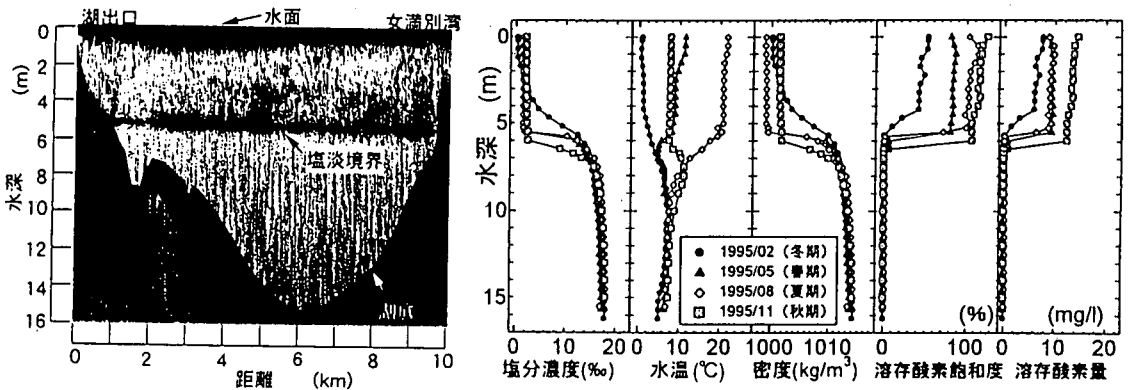 湖出口 水面 女満別湾
0
2
4
6
8
10
12
14
16
(m)
水深
塩淡境界
湖底
0 2 4 6 8 10
距離 (km)
0
5
10
15
(m)
水深
1995/02 (冬期)
1995/05 (春期)
1995/08 (夏期)
1995/11 (秋期)
(%) (mg/l)
0 10 20 0 10 20 1000 1010 0 100 0 10 20
塩分濃度(‰) 水温(℃) 密度(kg/m³) 溶存酸素飽和度 溶存酸素量